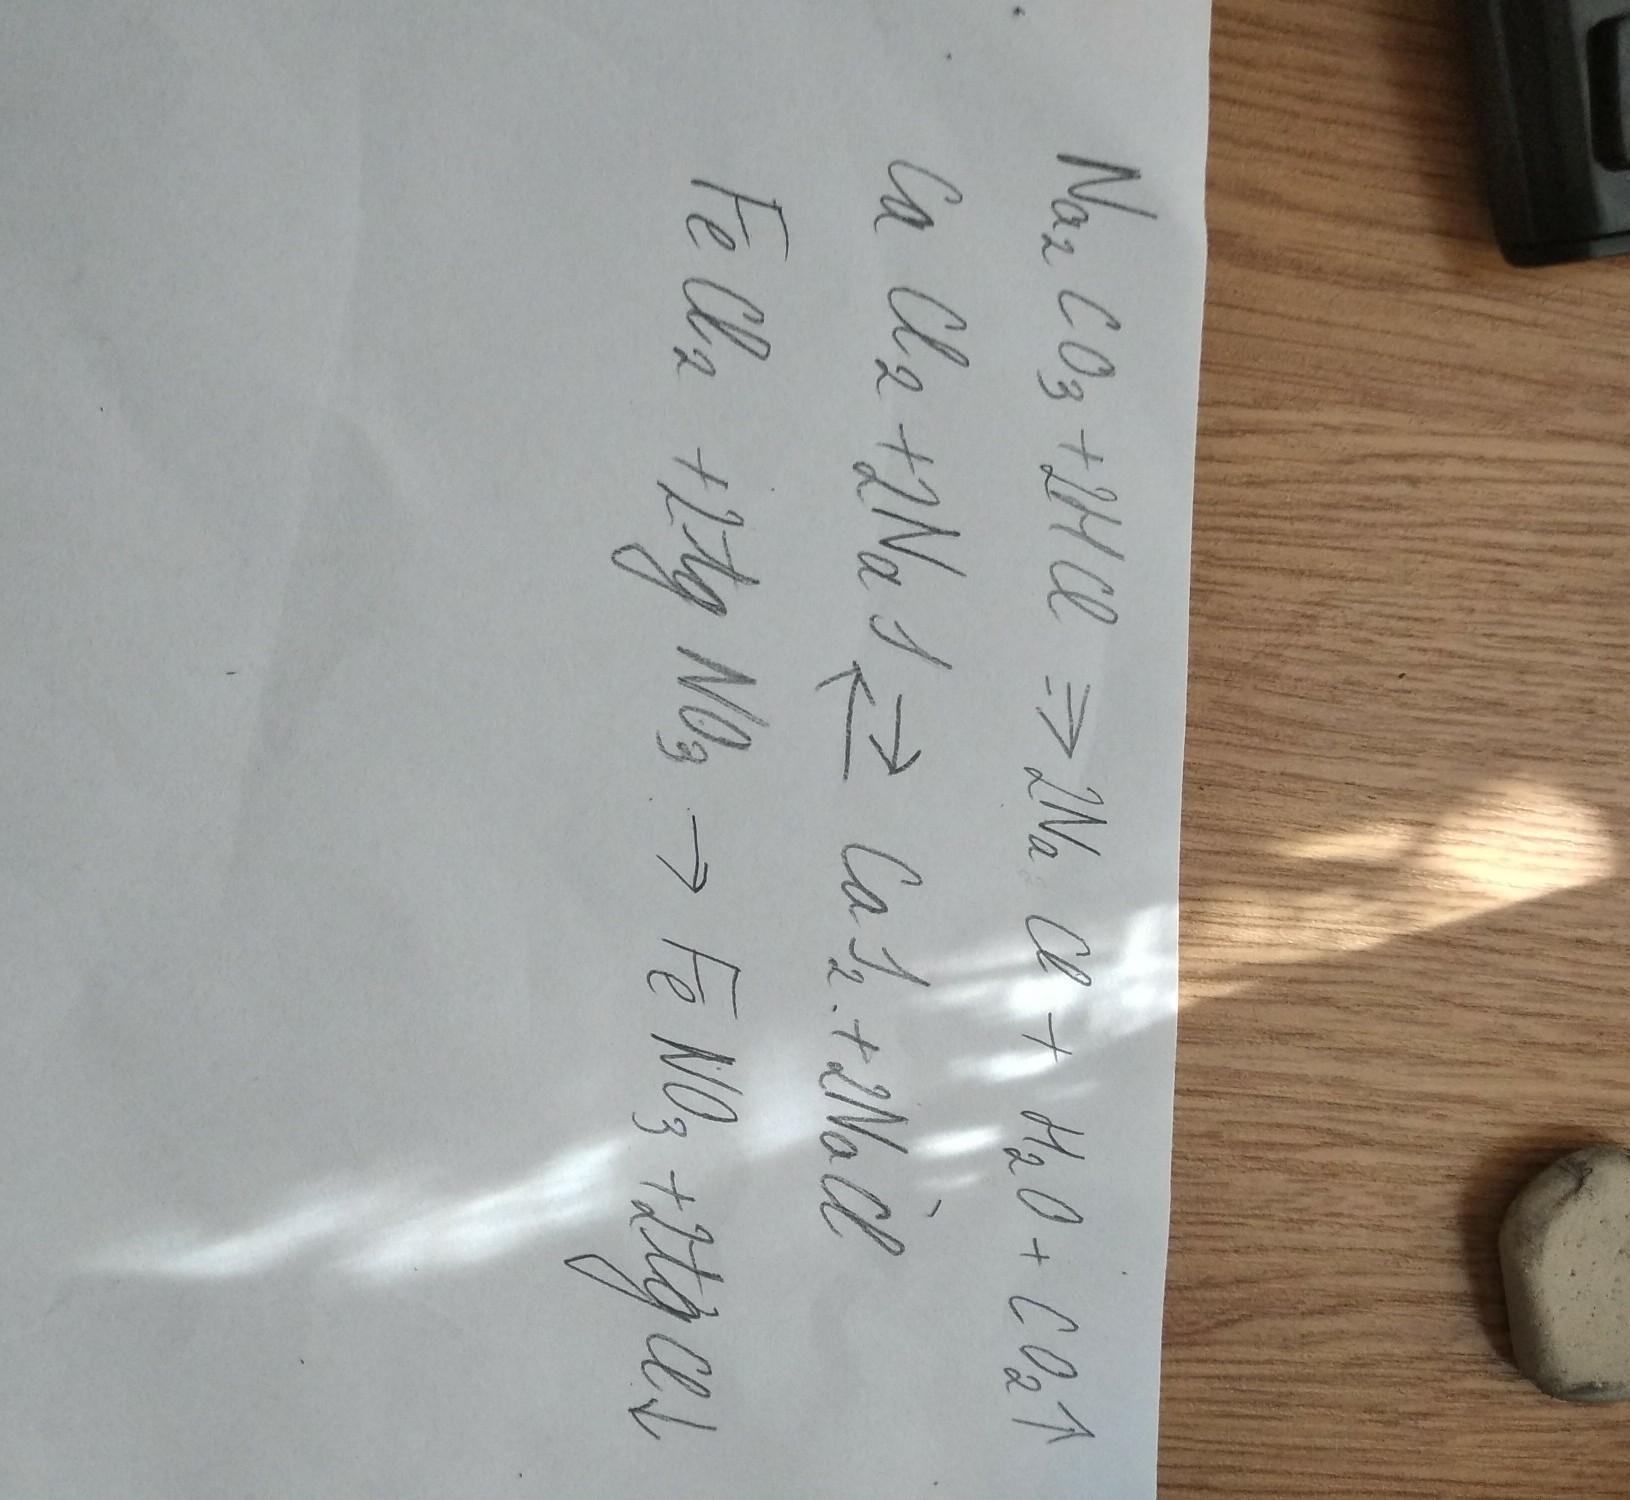 Na₂CO₃ + 2HCl ⇒ 2NaCl + H₂O + CO₂↑
CaCl₂ + 2NaI ⇄ CaI₂ + 2NaCl
FeCl₂ + 2AgNO₃ → FeNO₃ + 2AgCl↓